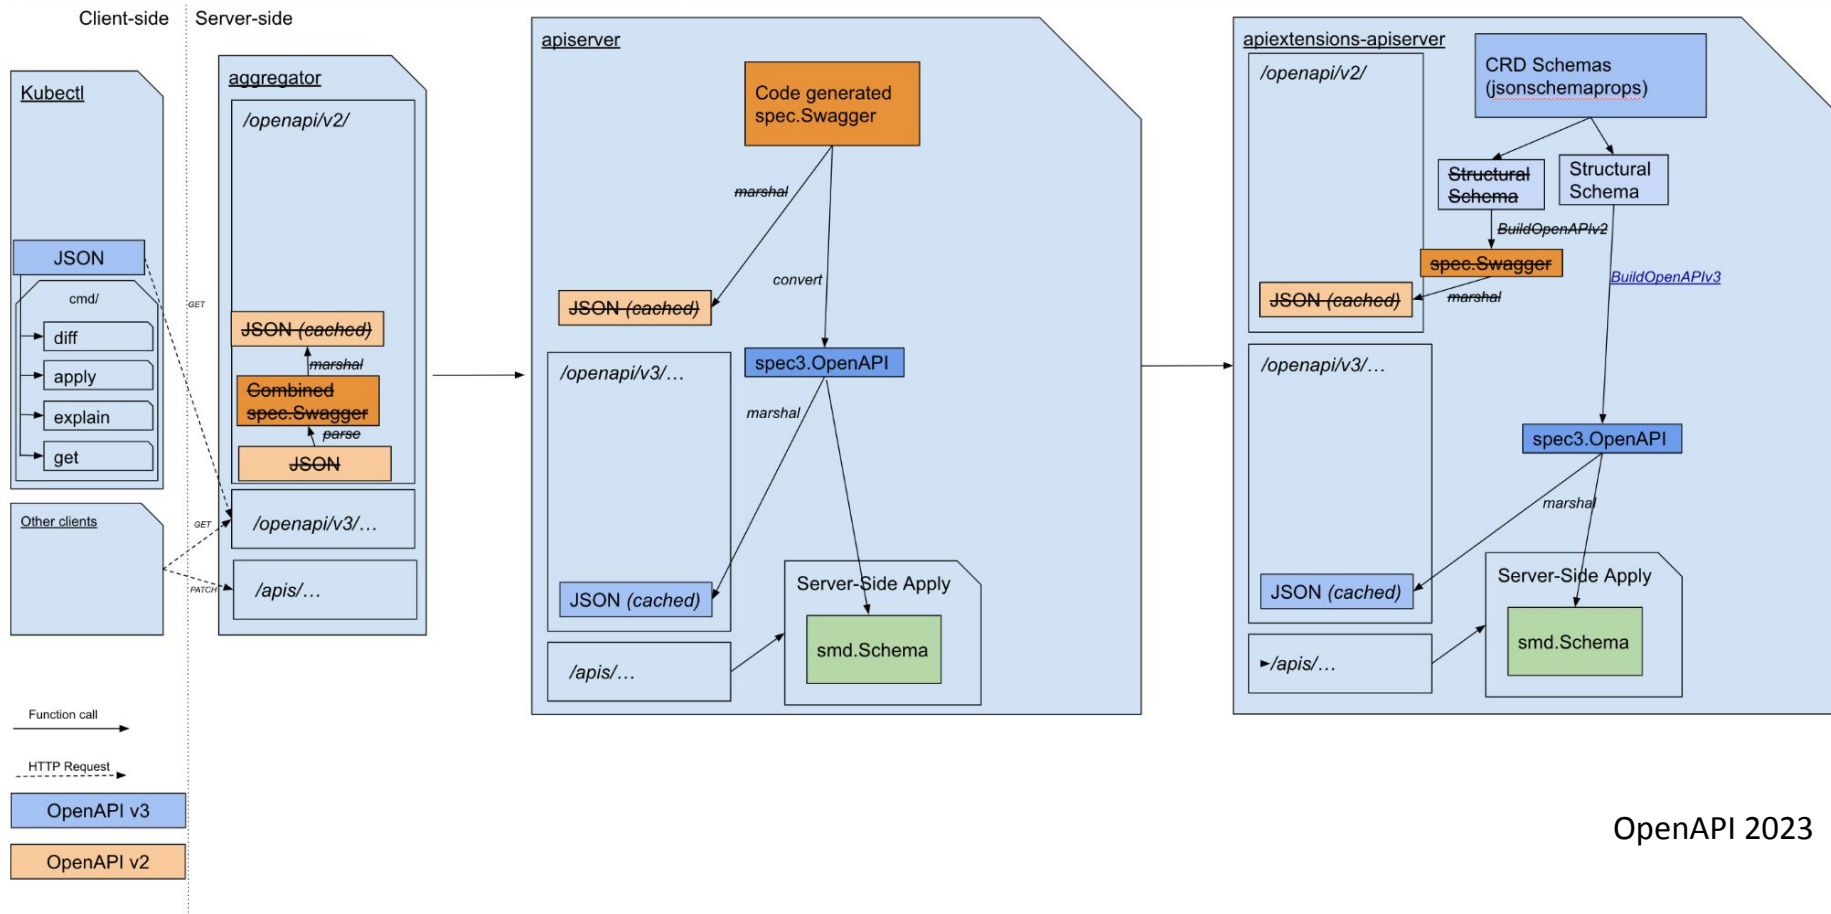 Client-side
Server-side
Kubectl
JSON
cmd/
diff
apply
explain
get
Other clients
GET
GET
PATCH
aggregator
/openapi/v2/
JSON (cached)
marshal
Combined
spec.Swagger
parse
JSON
/openapi/v3/…
/apis/…
apiserver
Code generated
spec.Swagger
marshal
convert
JSON (cached)
/openapi/v3/…
spec3.OpenAPI
marshal
JSON (cached)
Server-Side Apply
smd.Schema
/apis/…
apiextensions-apiserver
/openapi/v2/
CRD Schemas
(jsonschemaprops)
Structural
Schema
Structural
Schema
BuildOpenAPIv2
spec.Swagger
BuildOpenAPIv3
JSON (cached)
marshal
/openapi/v3/…
spec3.OpenAPI
marshal
JSON (cached)
Server-Side Apply
smd.Schema
/apis/…
Function call
HTTP Request
OpenAPI v3
OpenAPI v2
OpenAPI 2023